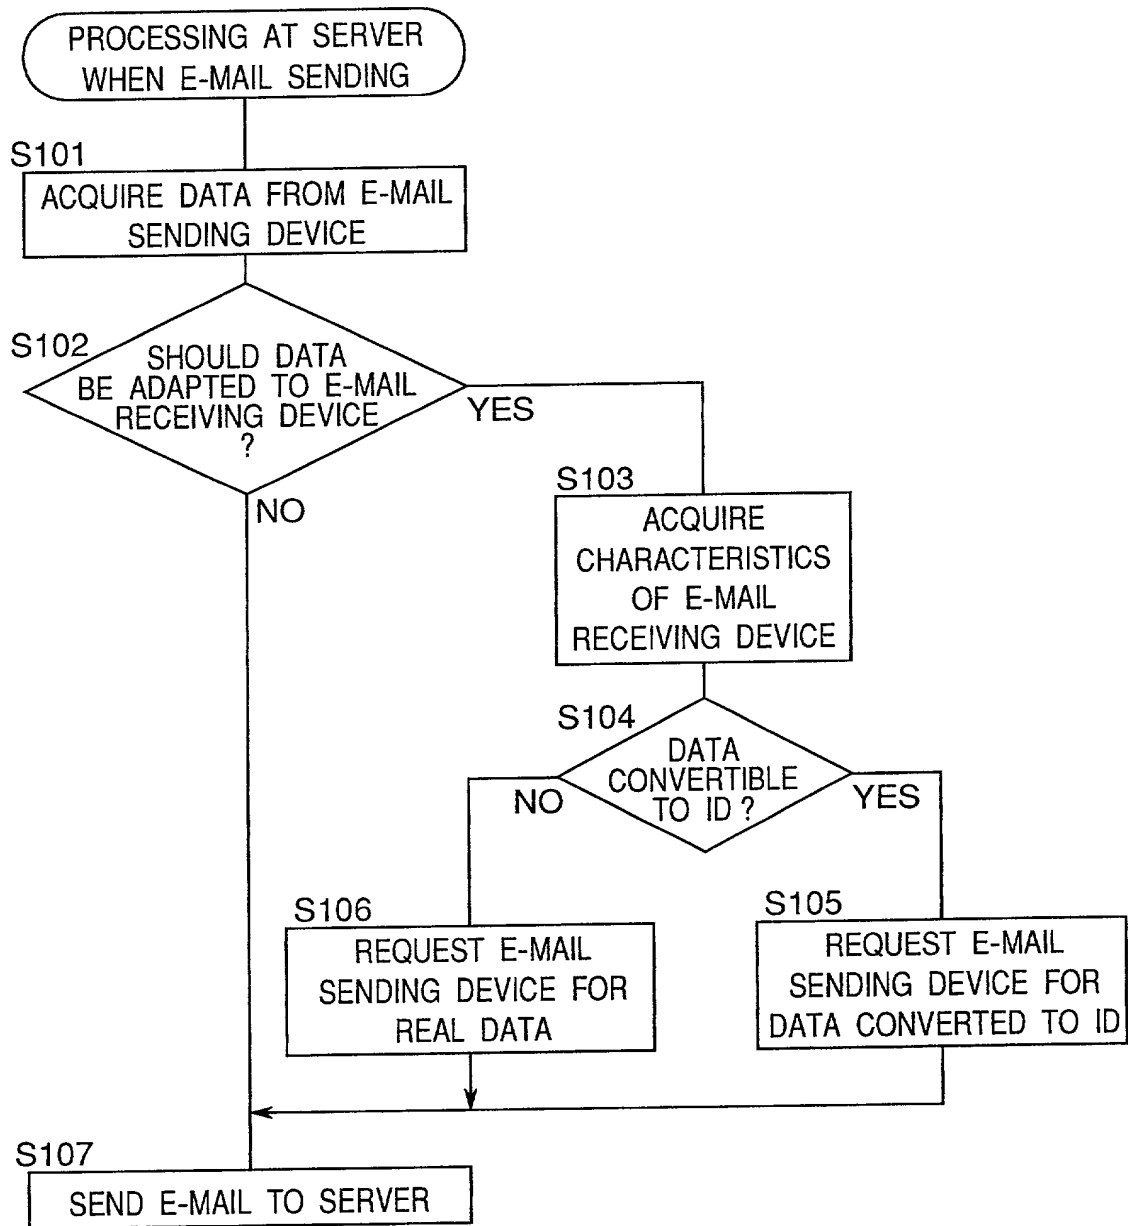 PROCESSING AT SERVER
WHEN E-MAIL SENDING
S101
ACQUIRE DATA FROM E-MAIL
SENDING DEVICE
S102
SHOULD DATA
BE ADAPTED TO E-MAIL
RECEIVING DEVICE
?
YES
NO
S103
ACQUIRE
CHARACTERISTICS
OF E-MAIL
RECEIVING DEVICE
S104
DATA
CONVERTIBLE
TO ID ?
NO
YES
S106
REQUEST E-MAIL
SENDING DEVICE FOR
REAL DATA
S105
REQUEST E-MAIL
SENDING DEVICE FOR
DATA CONVERTED TO ID
S107
SEND E-MAIL TO SERVER